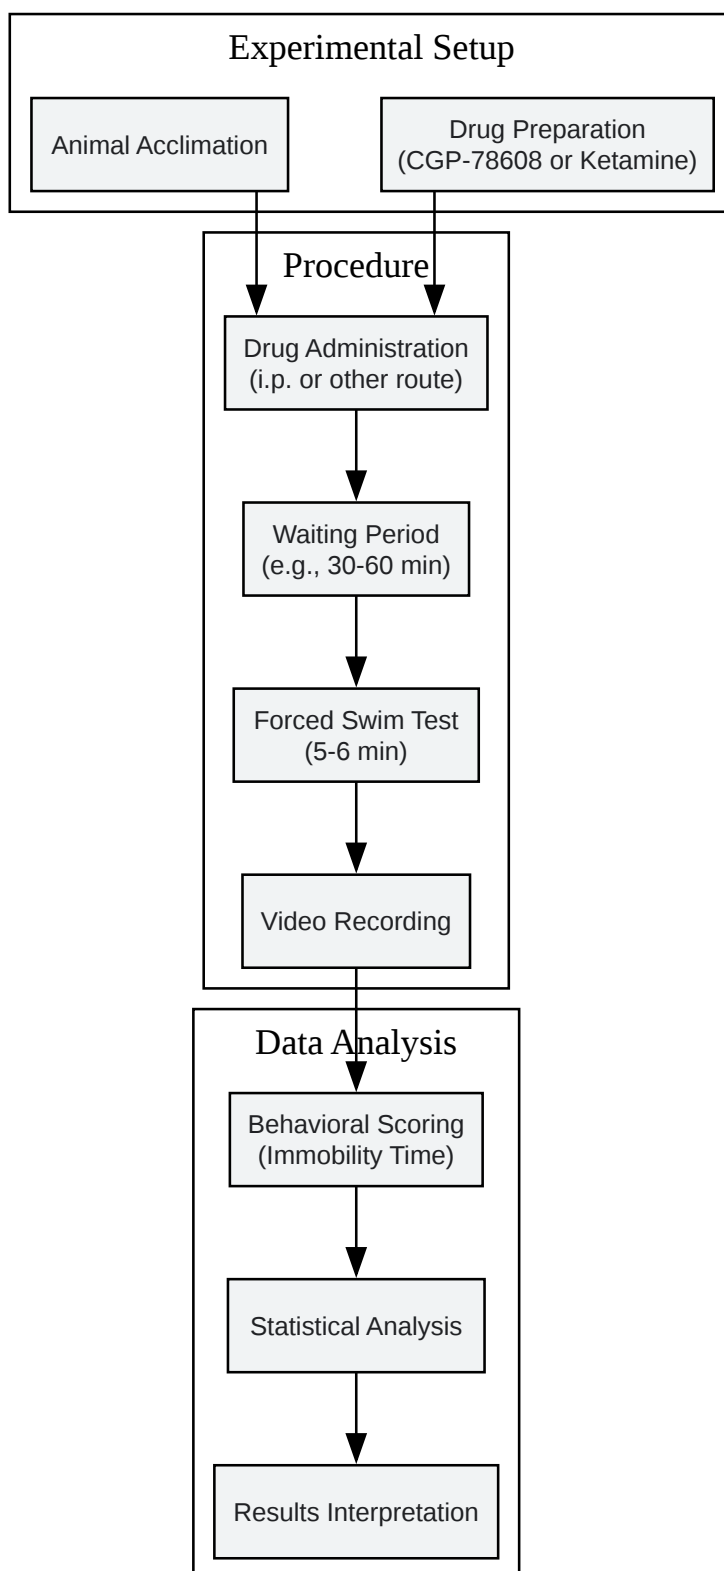 Experimental Setup
Animal Acclimation
Drug Preparation
(CGP-78608 or Ketamine)
Procedure
Drug Administration
(i.p. or other route)
Waiting Period
(e.g., 30-60 min)
Forced Swim Test
(5-6 min)
Video Recording
Data Analysis
Behavioral Scoring
(Immobility Time)
Statistical Analysis
Results Interpretation